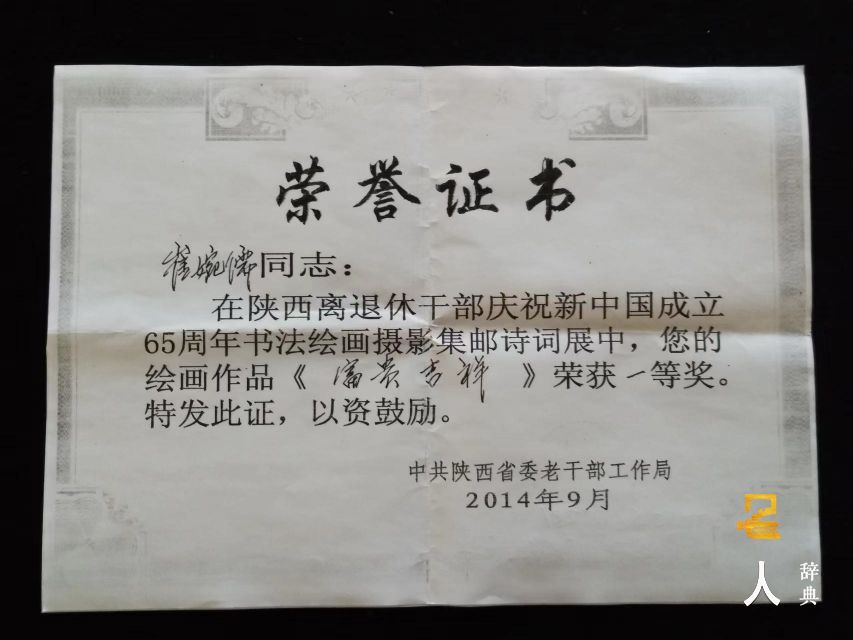 荣誉证书
崔婉儒同志：
在陕西离退休干部庆祝新中国成立
65周年书法绘画摄影集邮诗词展中，您的
绘画作品《富贵吉祥》荣获一等奖。
特发此证，以资鼓励。
中共陕西省委老干部工作局
2014年9月
人
辞典